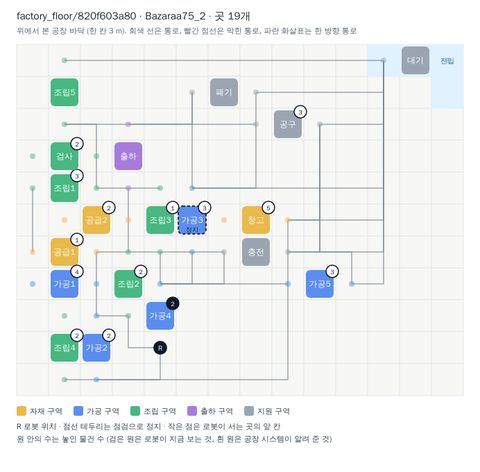 factory_floor/820f603a80 · Bazaraa75_2 · 곳 19개
위에서 본 공장 바닥 (한 칸 3 m). 회색 선은 통로, 빨간 점선은 막힌 통로, 파란 화살표는 한 방향 통로
대기 진입
조립5 폐기
공구 3
검사 2 출하
조립1 3
공급2 2 조립3 1 가공3 3 정지 창고 5
공급1 1 충전
가공1 4 조립2 2 가공5 3
가공4 2
조립4 2 가공2 2 R
자재 구역 가공 구역 조립 구역 출하 구역 지원 구역
R 로봇 위치 · 점선 테두리는 점검으로 정지 · 작은 점은 로봇이 서는 곳의 앞 칸
원 안의 수는 놓인 물건 수 (검은 원은 로봇이 지금 보는 것, 흰 원은 공장 시스템이 알려 준 것)